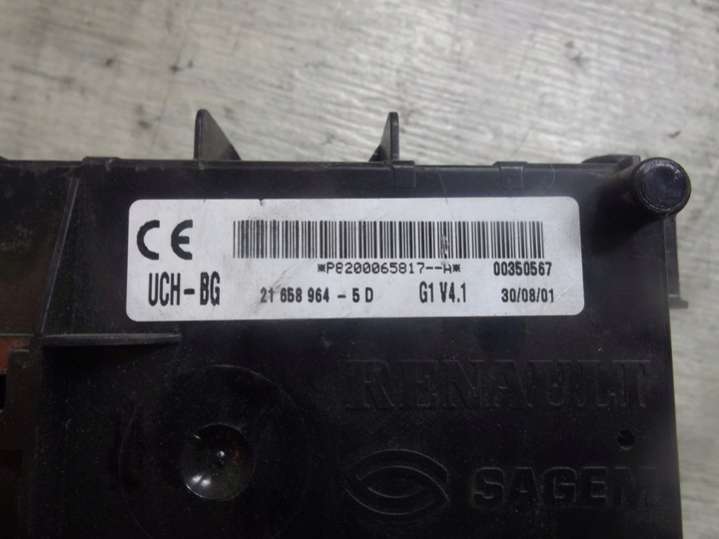 CE
*P8200065817--A* 00350567
UCH-BG 21 658 964 - 5 D G1 V4.1 30/08/01
RENAULT
SAGEM